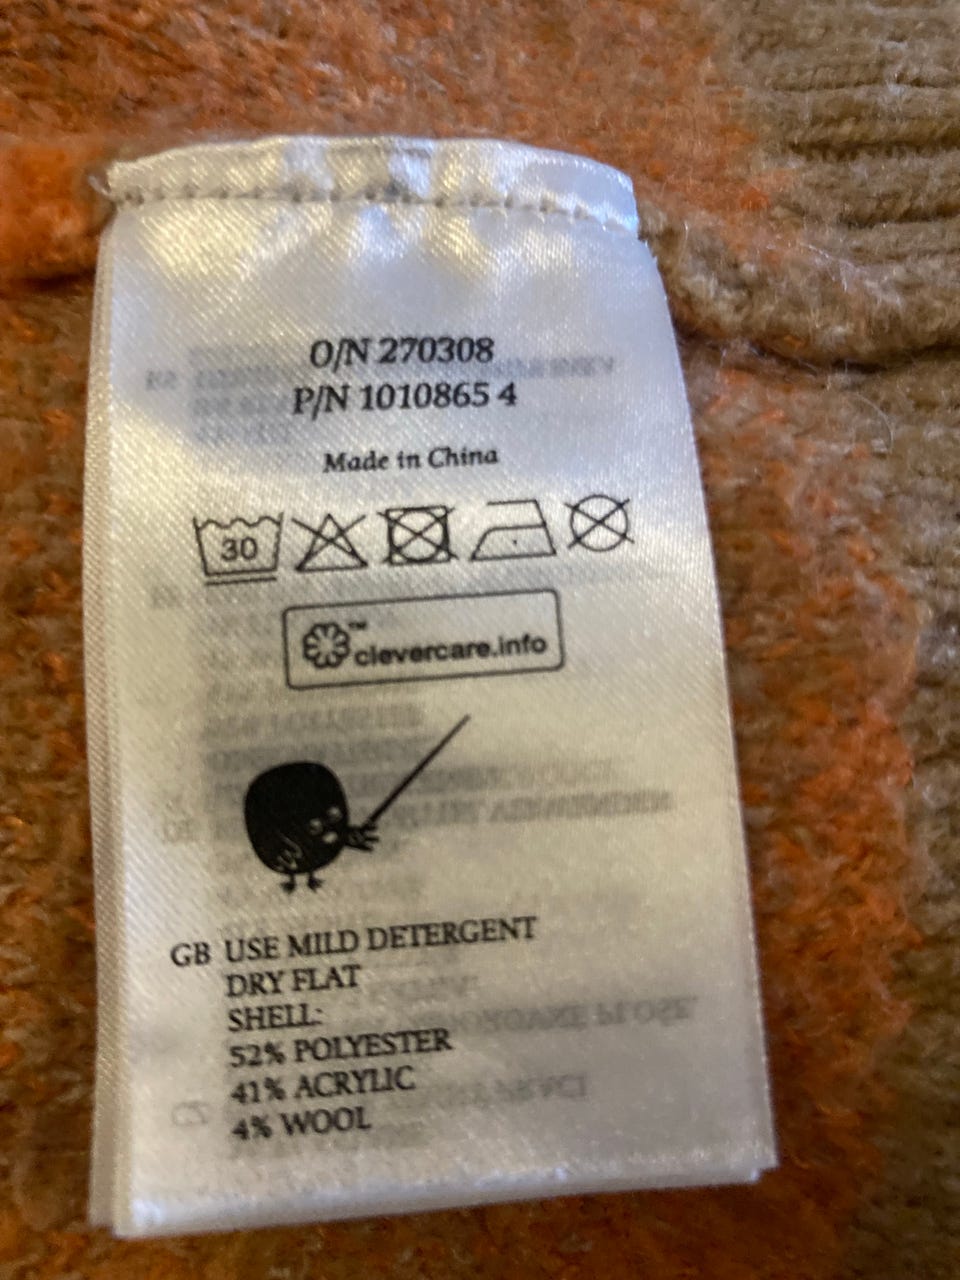 O/N 270308
P/N 1010865 4
Made in China
30
™
clevercare.info
GB USE MILD DETERGENT
DRY FLAT
SHELL:
52% POLYESTER
41% ACRYLIC
4% WOOL